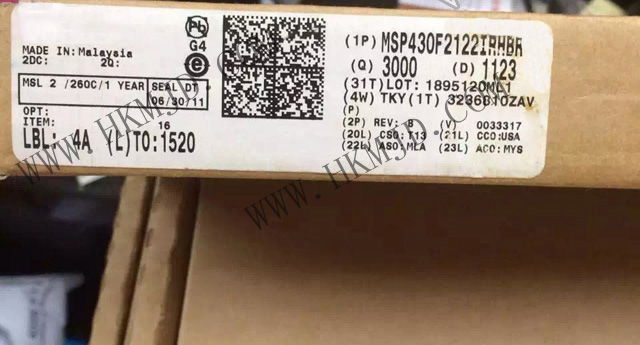 Pb
G4
e
MADE IN: Malaysia
2DC: 2Q:
MSL 2 /260C/1 YEAR SEAL DT
06/30/11
OPT:
ITEM:
16
LBL: 4A (L)TO:1520
(1P) MSP430F2122IRHBR
(Q) 3000 (D) 1123
(31T)LOT: 1895120ML1
(4W) TKY(1T) 3236810ZAV
(P)
(2P) REV: B (V) 0033317
(20L) CSO:T13 (21L) CCO:USA
(22L) ASO:MLA (23L) ACO:MYS
WWW.HKMJD.COM
WWW.HKMJD.COM